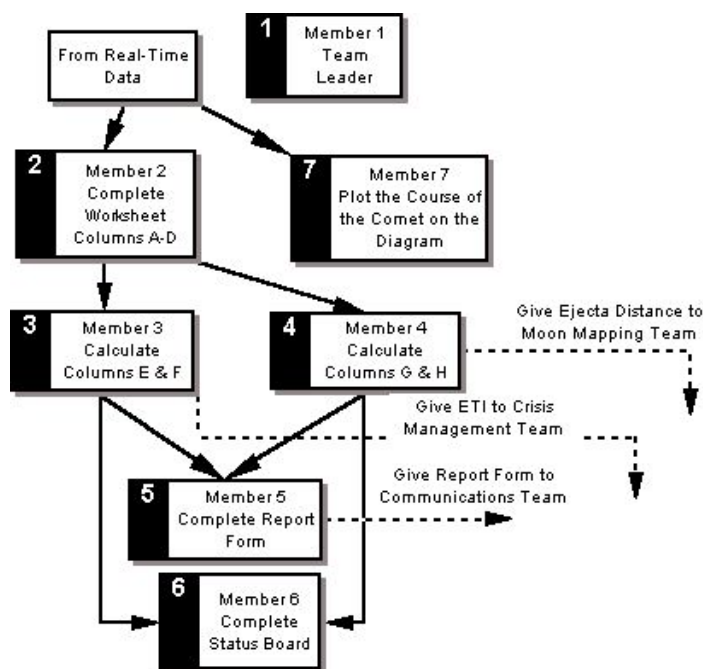 From Real-Time
Data
1
Member 1
Team
Leader
2
Member 2
Complete
Worksheet
Columns A-D
7
Member 7
Plot the Course of
the Comet on the
Diagram
3
Member 3
Calculate
Columns E & F
4
Member 4
Calculate
Columns G & H
Give Ejecta Distance to
Moon Mapping Team
Give ETI to Crisis
Management Team
5
Member 5
Complete Report
Form
Give Report Form to
Communications Team
6
Member 6
Complete
Status Board